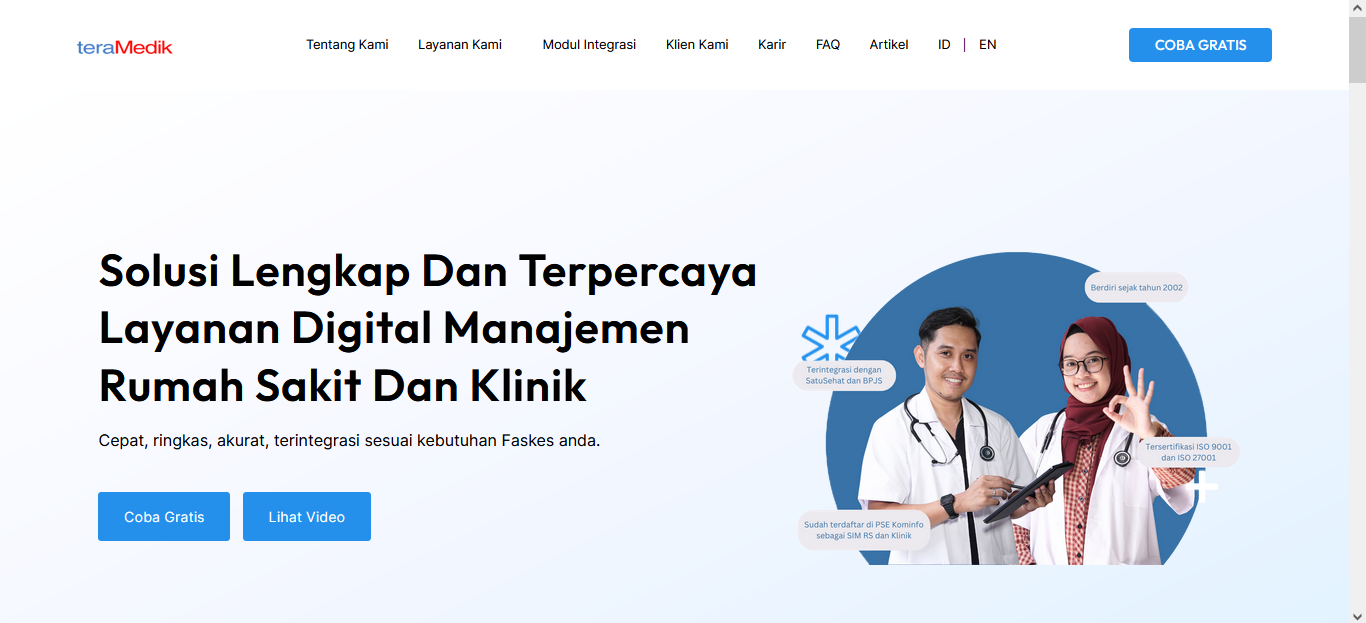 teraMedik
Tentang Kami
Layanan Kami
Modul Integrasi
Klien Kami
Karir
FAQ
Artikel
ID | EN
COBA GRATIS
Solusi Lengkap Dan Terpercaya
Layanan Digital Manajemen
Rumah Sakit Dan Klinik
Cepat, ringkas, akurat, terintegrasi sesuai kebutuhan Faskes anda.
Coba Gratis
Lihat Video
Berdiri sejak tahun 2002
Terintegrasi dengan
SatuSehat dan BPJS
Tersertifikasi ISO 9001
dan ISO 27001
Sudah terdaftar di PSE Kominfo
sebagai SIM RS dan Klinik